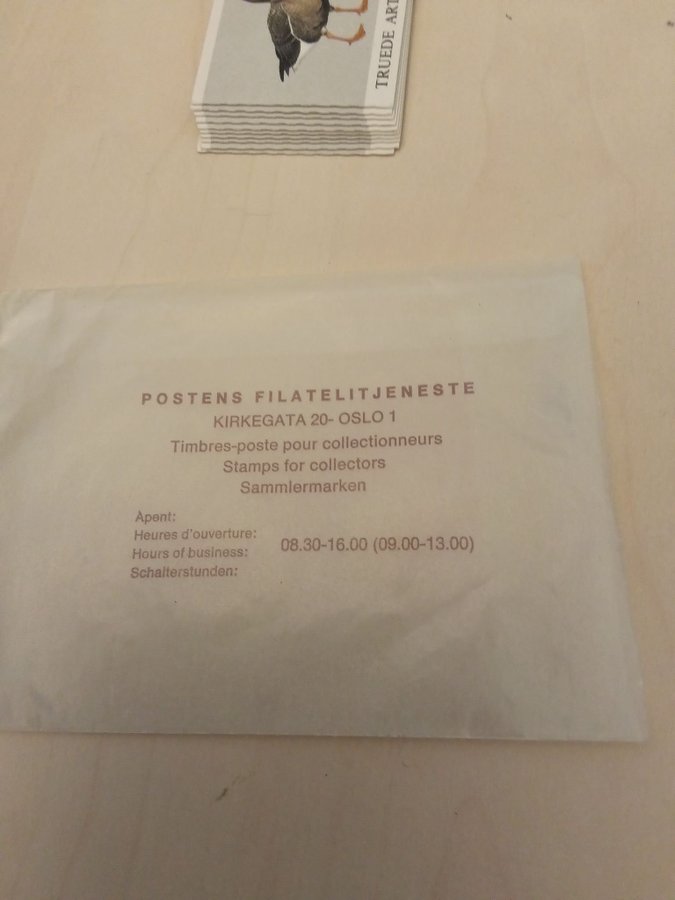 TRUEDE ART
POSTENS FILATELITJENESTE
KIRKEGATA 20- OSLO 1
Timbres-poste pour collectionneurs
Stamps for collectors
Sammlermarken
Åpent:
Heures d'ouverture:
Hours of business: 08.30-16.00 (09.00-13.00)
Schalterstunden: